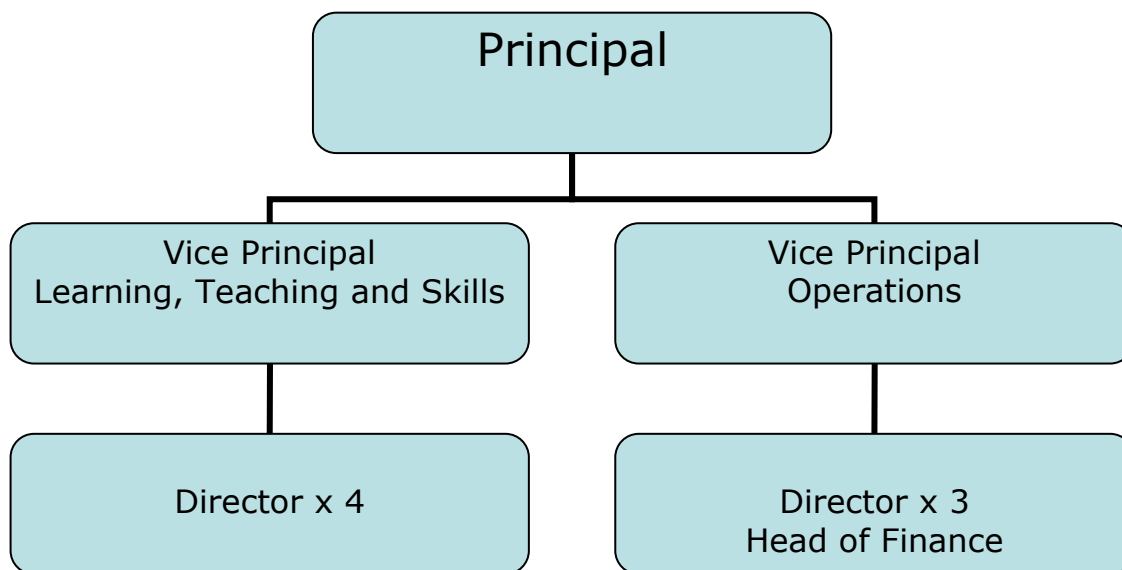 Principal
Vice Principal
Learning, Teaching and Skills
Vice Principal
Operations
Director x 4
Director x 3
Head of Finance